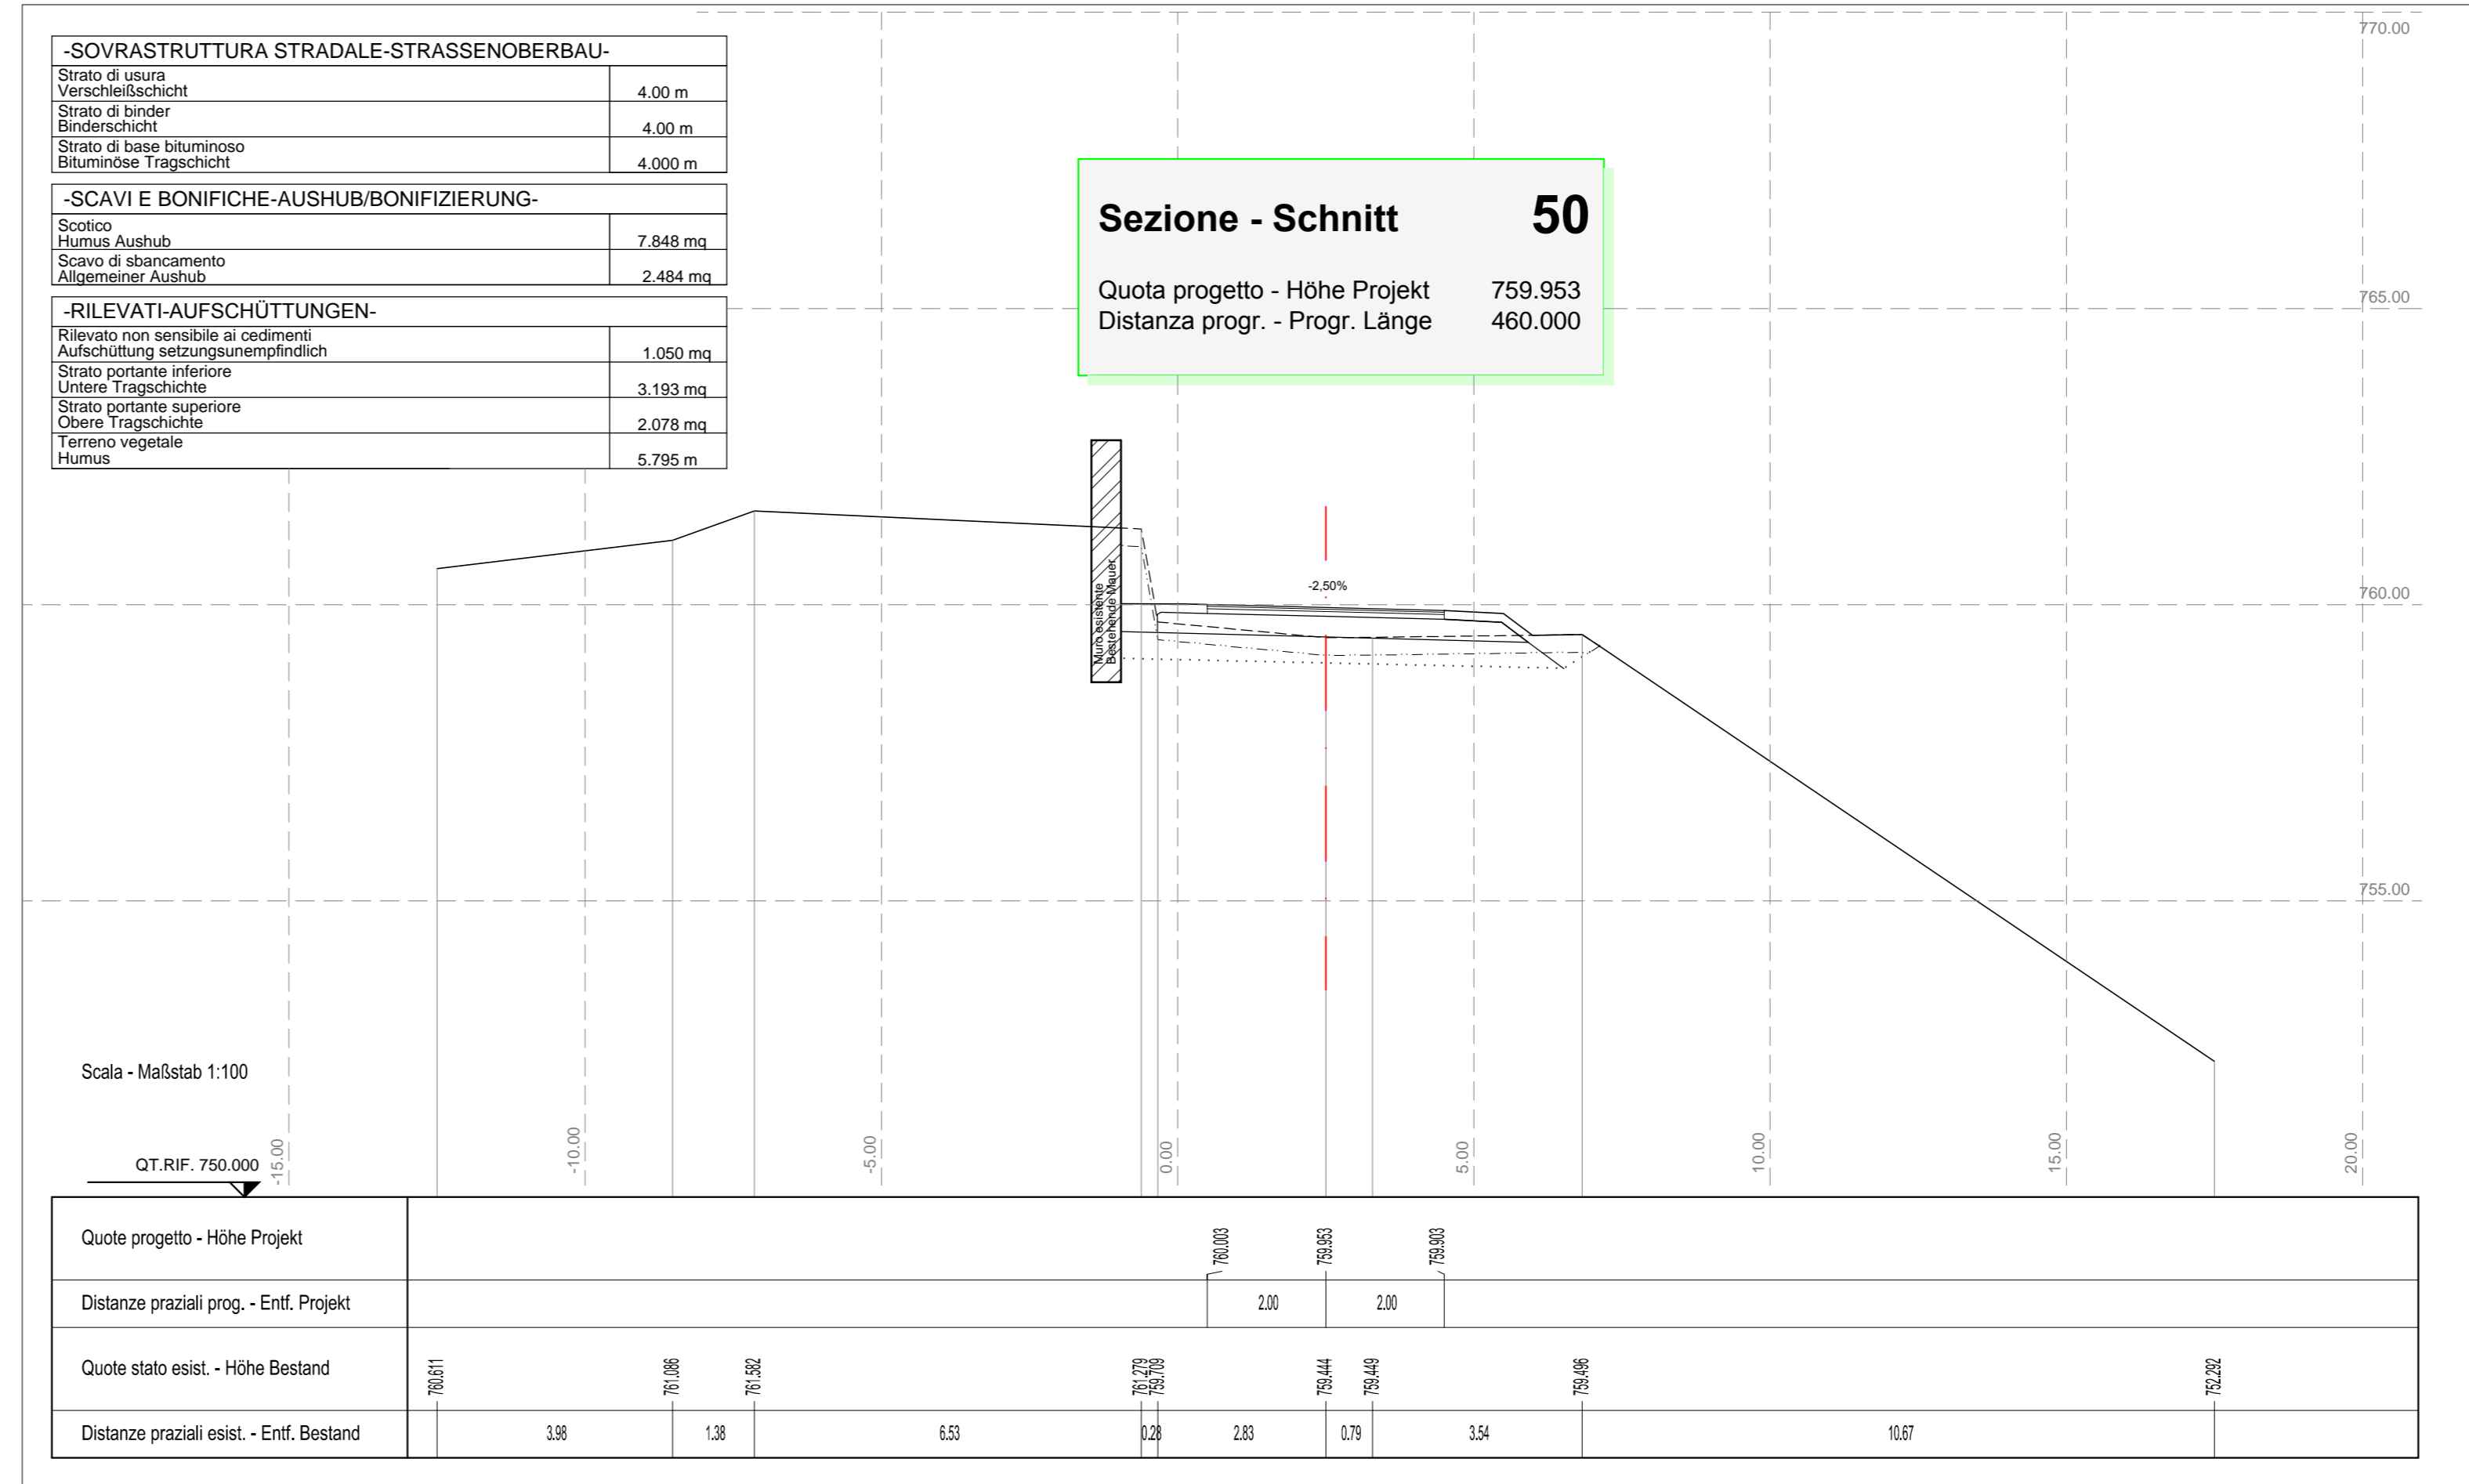 -SOVRASTRUTTURA STRADALE-STRASSENOBERBAU-
Strato di usura
Verschleißschicht 4.00 m
Strato di binder
Binderschicht 4.00 m
Strato di base bituminoso
Bituminöse Tragschicht 4.000 m
-SCAVI E BONIFICHE-AUSHUB/BONIFIZIERUNG-
Scotico
Humus Aushub 7.848 mq
Scavo di sbancamento
Allgemeiner Aushub 2.484 mq
-RILEVATI-AUFSCHÜTTUNGEN-
Rilevato non sensibile ai cedimenti
Aufschüttung setzungsunempfindlich 1.050 mq
Strato portante inferiore
Untere Tragschichte 3.193 mq
Strato portante superiore
Obere Tragschichte 2.078 mq
Terreno vegetale
Humus 5.795 m
Sezione - Schnitt 50
Quota progetto - Höhe Projekt 759.953
Distanza progr. - Progr. Länge 460.000
770.00
765.00
760.00
755.00
Muro esistente
Bestehende Mauer
-2,50%
Scala - Maßstab 1:100
QT.RIF. 750.000
-15.00 -10.00 -5.00 0.00 5.00 10.00 15.00 20.00
Quote progetto - Höhe Projekt 760.003 759.953 759.903
Distanze praziali prog. - Entf. Projekt 2.00 2.00
Quote stato esist. - Höhe Bestand 760.611 761.086 761.582 761.279 759.709 759.444 759.449 759.496 752.292
Distanze praziali esist. - Entf. Bestand 3.98 1.38 6.53 0.28 2.83 0.79 3.54 10.67